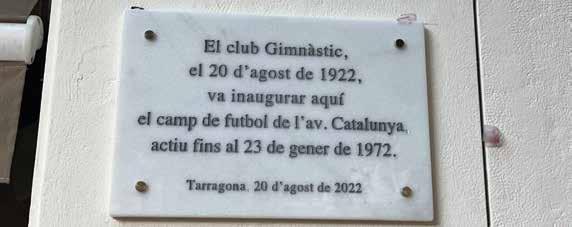 El club Gimnàstic,
el 20 d'agost de 1922,
va inaugurar aquí
el camp de futbol de l'av. Catalunya,
actiu fins al 23 de gener de 1972.
Tarragona, 20 d'agost de 2022